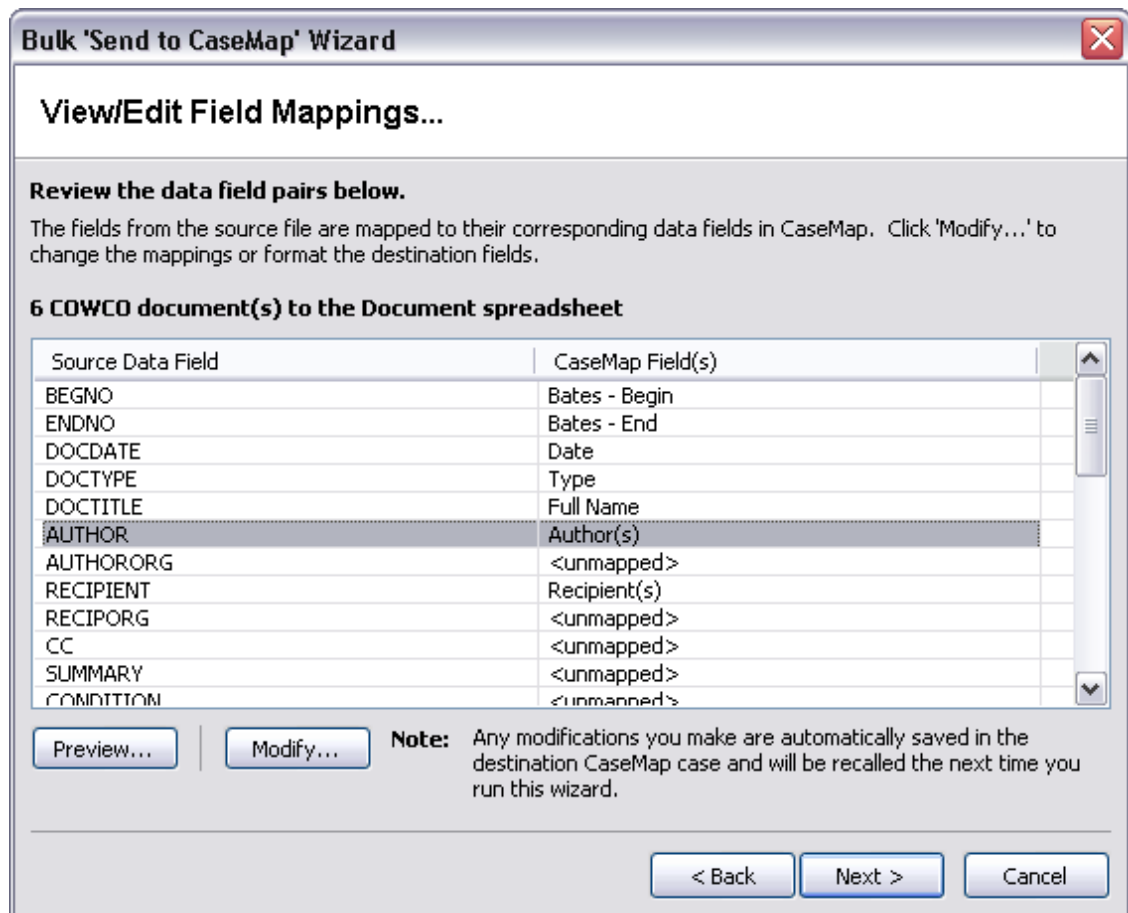 Bulk 'Send to CaseMap' Wizard
View/Edit Field Mappings...
Review the data field pairs below.
The fields from the source file are mapped to their corresponding data fields in CaseMap. Click 'Modify...' to
change the mappings or format the destination fields.
6 COWCO document(s) to the Document spreadsheet
Source Data Field CaseMap Field(s)
BEGNO Bates - Begin
ENDNO Bates - End
DOCDATE Date
DOCTYPE Type
DOCTITLE Full Name
AUTHOR Author(s)
AUTHORORG <unmapped>
RECIPIENT Recipient(s)
RECIPORG <unmapped>
CC <unmapped>
SUMMARY <unmapped>
CONDITION <unmapped>
Preview... Modify... Note: Any modifications you make are automatically saved in the
destination CaseMap case and will be recalled the next time you
run this wizard.
< Back Next > Cancel